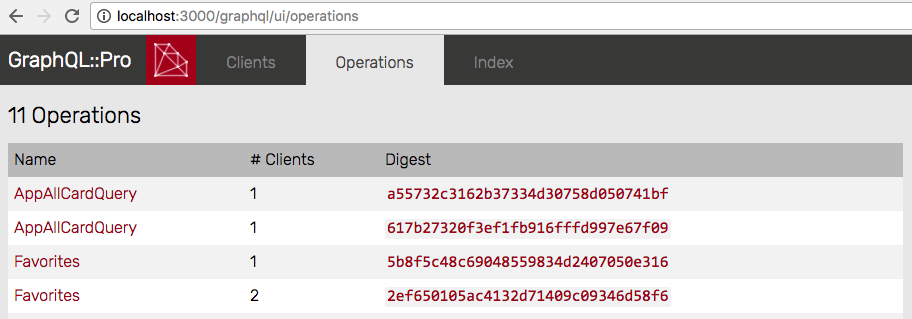 localhost:3000/graphql/ui/operations
GraphQL::Pro Clients Operations Index
11 Operations
Name # Clients Digest
AppAllCardQuery 1 a55732c3162b37334d30758d050741bf
AppAllCardQuery 1 617b27320f3ef1fb916fffd997e67f09
Favorites 1 5b8f5c48c69048559834d2407050e316
Favorites 2 2ef650105ac4132d71409c09346d58f6